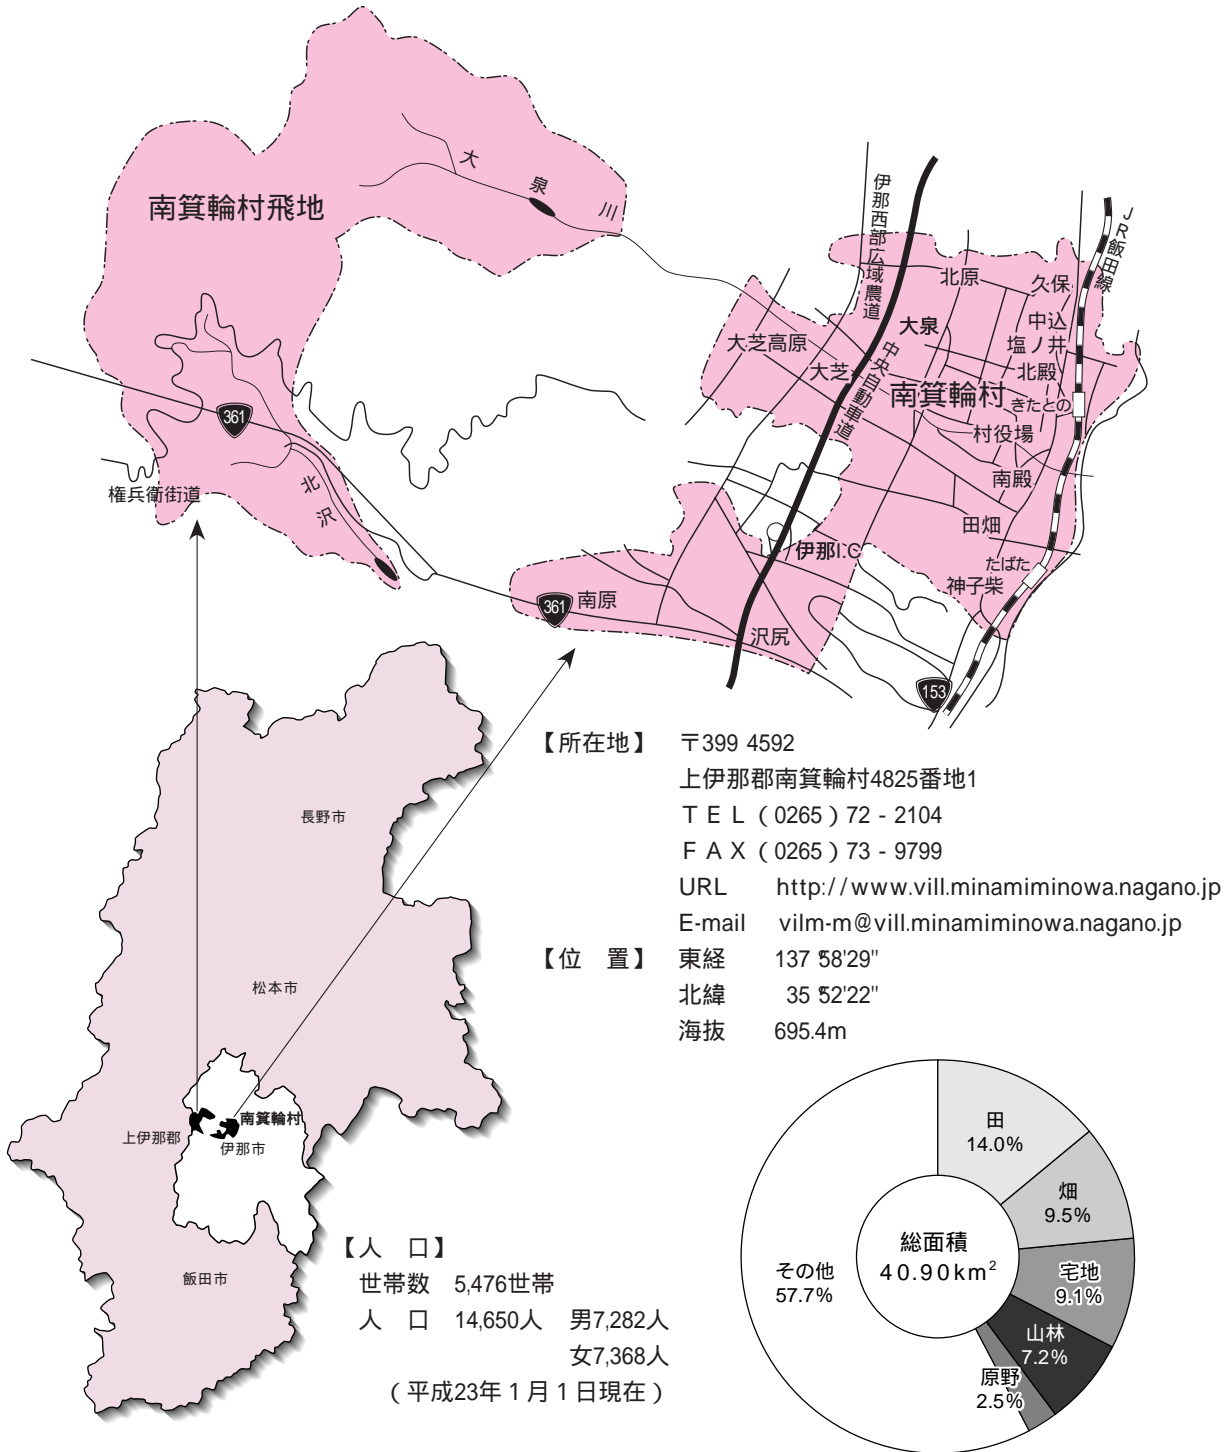 大泉川
南箕輪村飛地
伊那西部広域農道
JR飯田線
北原
久保
中込
大泉
塩ノ井
大芝高原
中央自動車道
大芝
北殿
南箕輪村
きたとの
361
村役場
南殿
権兵衛街道
北沢
田畑
伊那I.C
たばた
神子柴
361
南原
沢尻
153
【所在地】 〒399 4592
上伊那郡南箕輪村4825番地1
TEL(0265)72-2104
FAX(0265)73-9799
URL http://www.vill.minamiminowa.nagano.jp
E-mail vilm-m@vill.minamiminowa.nagano.jp
【位 置】 東経 137 58'29"
北緯 35 52'22"
海抜 695.4m
長野市
松本市
南箕輪村
上伊那郡
伊那市
飯田市
【人 口】
世帯数 5,476世帯
人 口 14,650人 男7,282人
女7,368人
(平成23年1月1日現在)
田
14.0%
畑
9.5%
宅地
9.1%
山林
7.2%
原野
2.5%
その他
57.7%
総面積
40.90km²